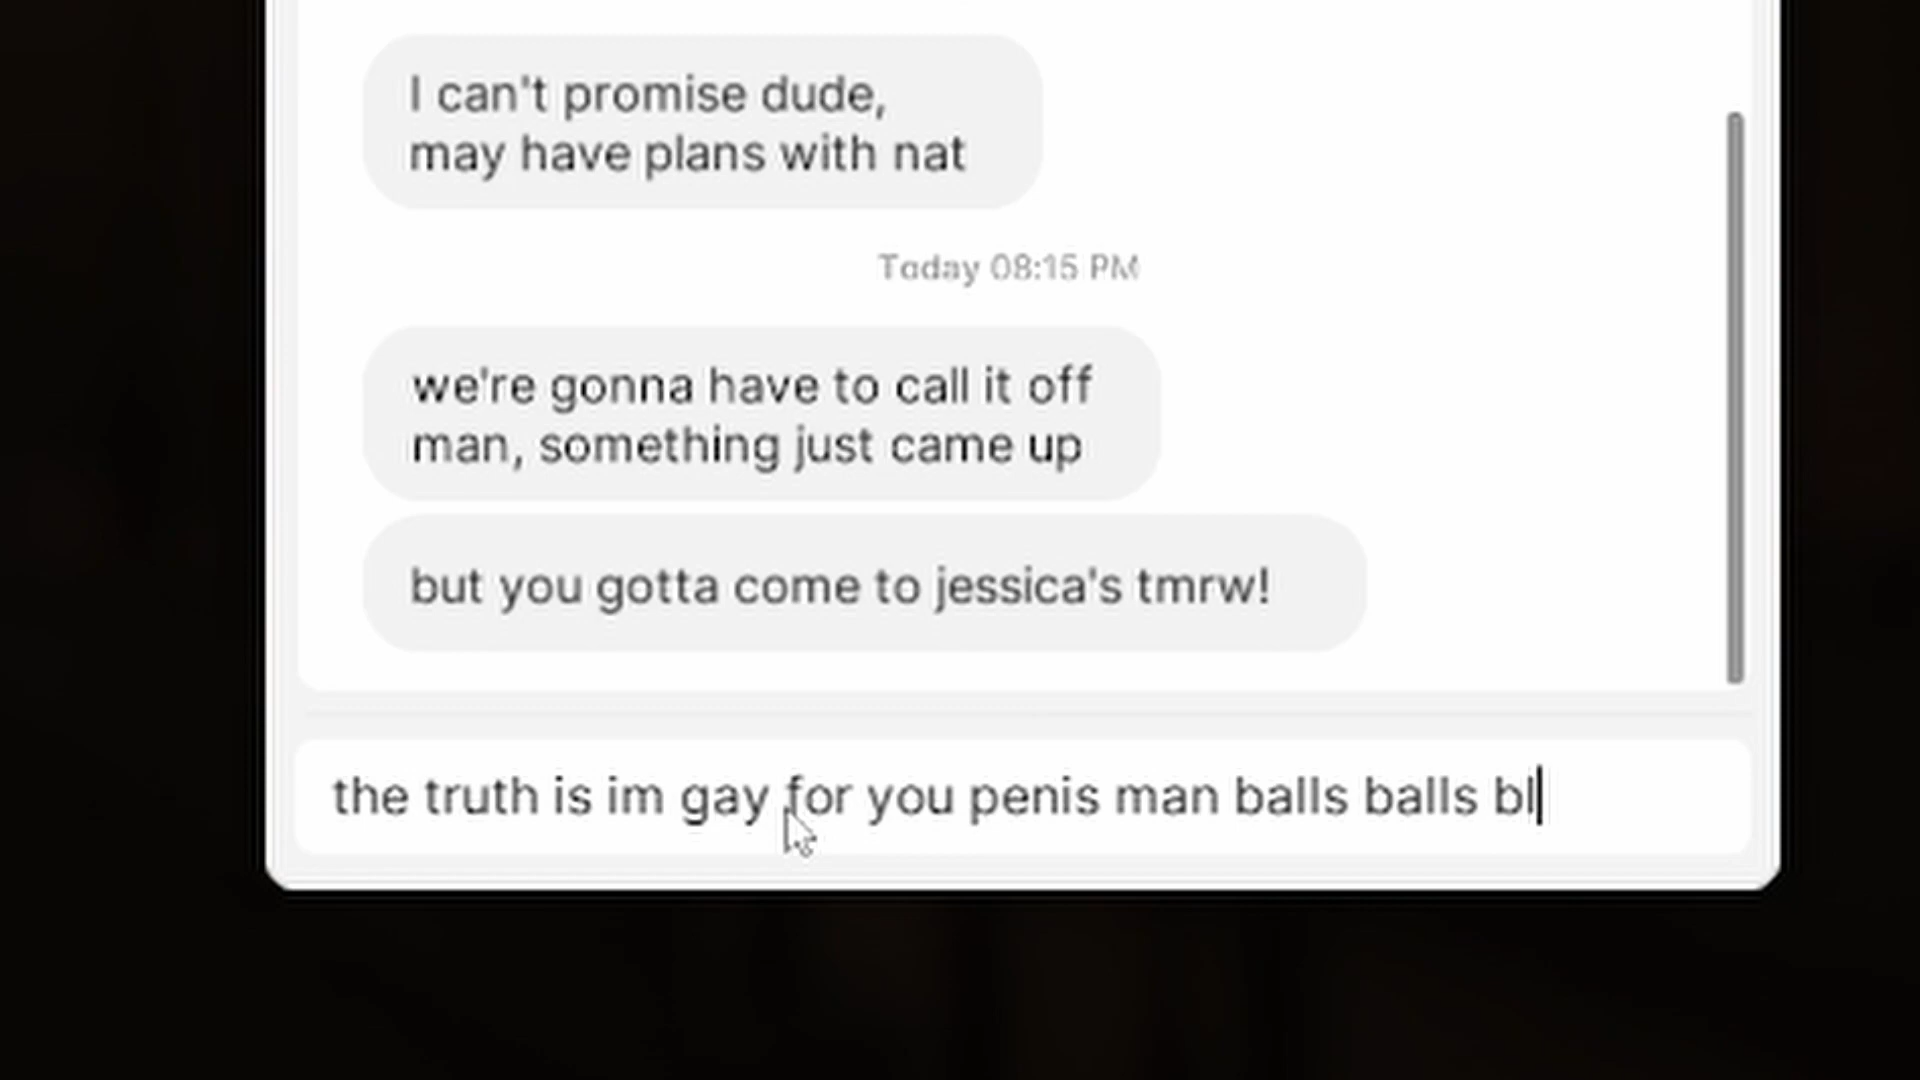 I can't promise dude,
may have plans with nat
Today 08:15 PM
we're gonna have to call it off
man, something just came up
but you gotta come to jessica's tmrw!
the truth is im gay for you penis man balls balls bl